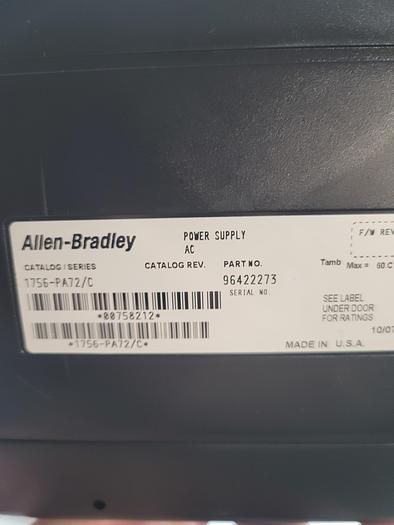 Allen-Bradley
POWER SUPPLY
AC
F/W REV
CATALOG / SERIES
CATALOG REV.
PART NO.
Tamb Max = 60 C
1756-PA72/C
96422273
SERIAL NO.
*00758212*
SEE LABEL
UNDER DOOR
FOR RATINGS
10/07
*1756-PA72/C*
MADE IN U.S.A.